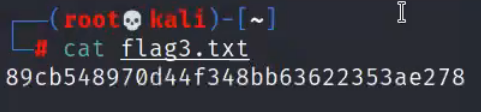 ┌──(root💀kali)-[~]
└─# cat flag3.txt
89cb548970d44f348bb63622353ae278